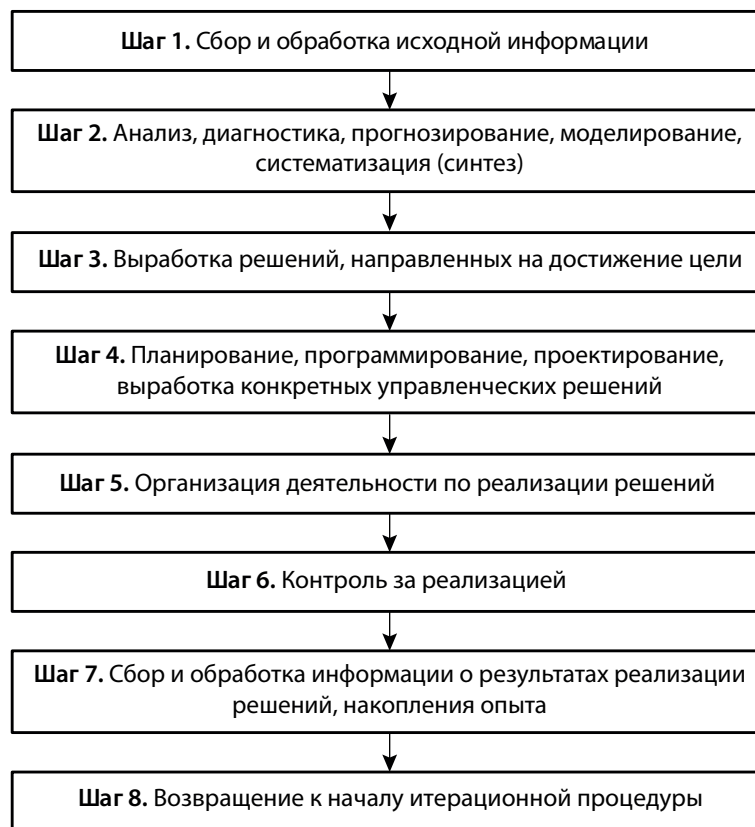 Шаг 1. Сбор и обработка исходной информации
Шаг 2. Анализ, диагностика, прогнозирование, моделирование,
систематизация (синтез)
Шаг 3. Выработка решений, направленных на достижение цели
Шаг 4. Планирование, программирование, проектирование,
выработка конкретных управленческих решений
Шаг 5. Организация деятельности по реализации решений
Шаг 6. Контроль за реализацией
Шаг 7. Сбор и обработка информации о результатах реализации
решений, накопления опыта
Шаг 8. Возвращение к началу итерационной процедуры